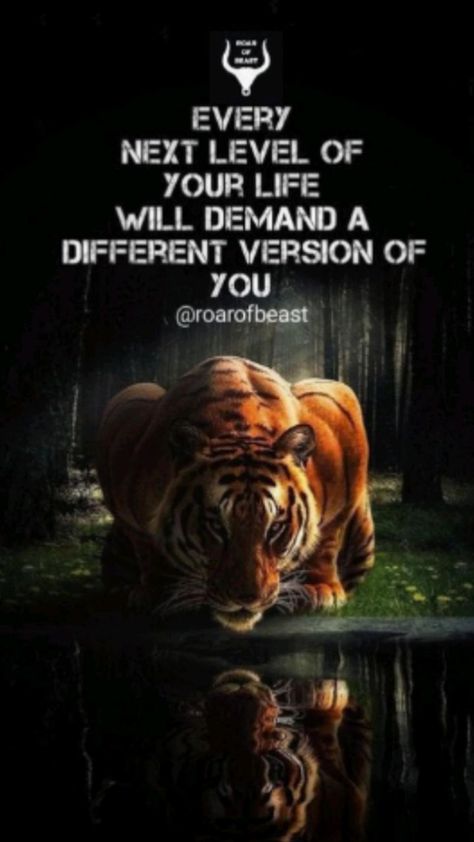 ROAR
OF
BEAST
EVERY
NEXT LEVEL OF
YOUR LIFE
WILL DEMAND A
DIFFERENT VERSION OF
YOU
@roarofbeast